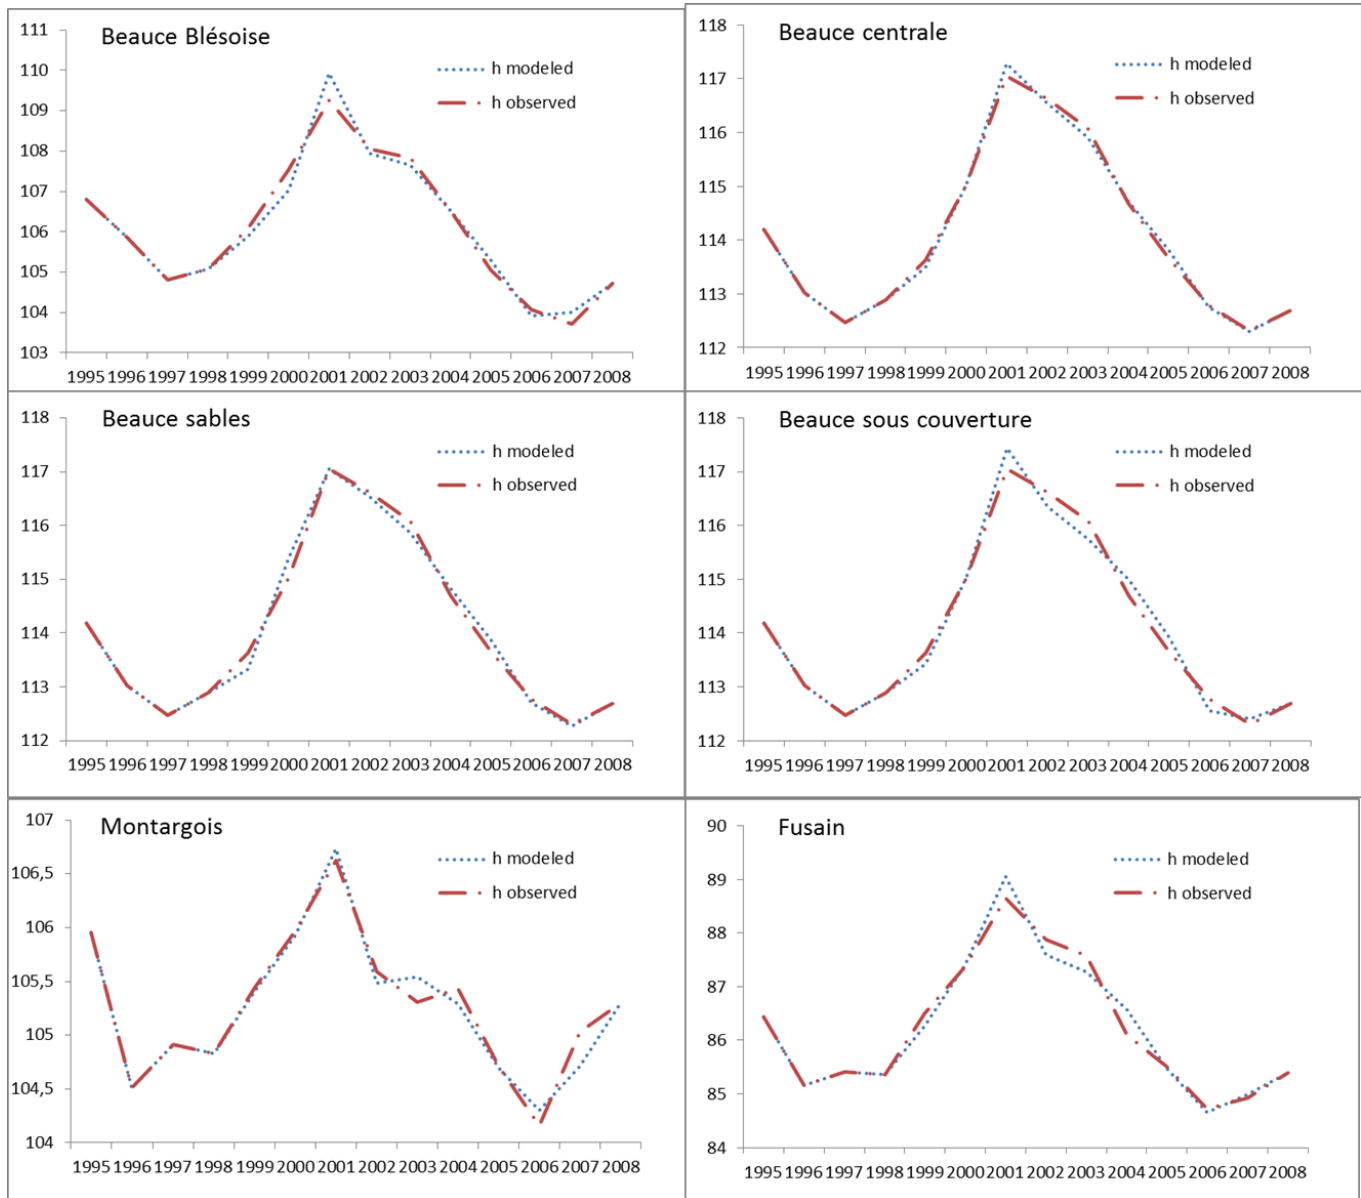 Beauce Blésoise
111
110
109
108
107
106
105
104
103
h modeled
h observed
1995 1996 1997 1998 1999 2000 2001 2002 2003 2004 2005 2006 2007 2008
Beauce centrale
118
117
116
115
114
113
112
h modeled
h observed
1995 1996 1997 1998 1999 2000 2001 2002 2003 2004 2005 2006 2007 2008
Beauce sables
118
117
116
115
114
113
112
h modeled
h observed
1995 1996 1997 1998 1999 2000 2001 2002 2003 2004 2005 2006 2007 2008
Beauce sous couverture
118
117
116
115
114
113
112
h modeled
h observed
1995 1996 1997 1998 1999 2000 2001 2002 2003 2004 2005 2006 2007 2008
Montargois
107
106,5
106
105,5
105
104,5
104
h modeled
h observed
1995 1996 1997 1998 1999 2000 2001 2002 2003 2004 2005 2006 2007 2008
Fusain
90
89
88
87
86
85
84
h modeled
h observed
1995 1996 1997 1998 1999 2000 2001 2002 2003 2004 2005 2006 2007 2008